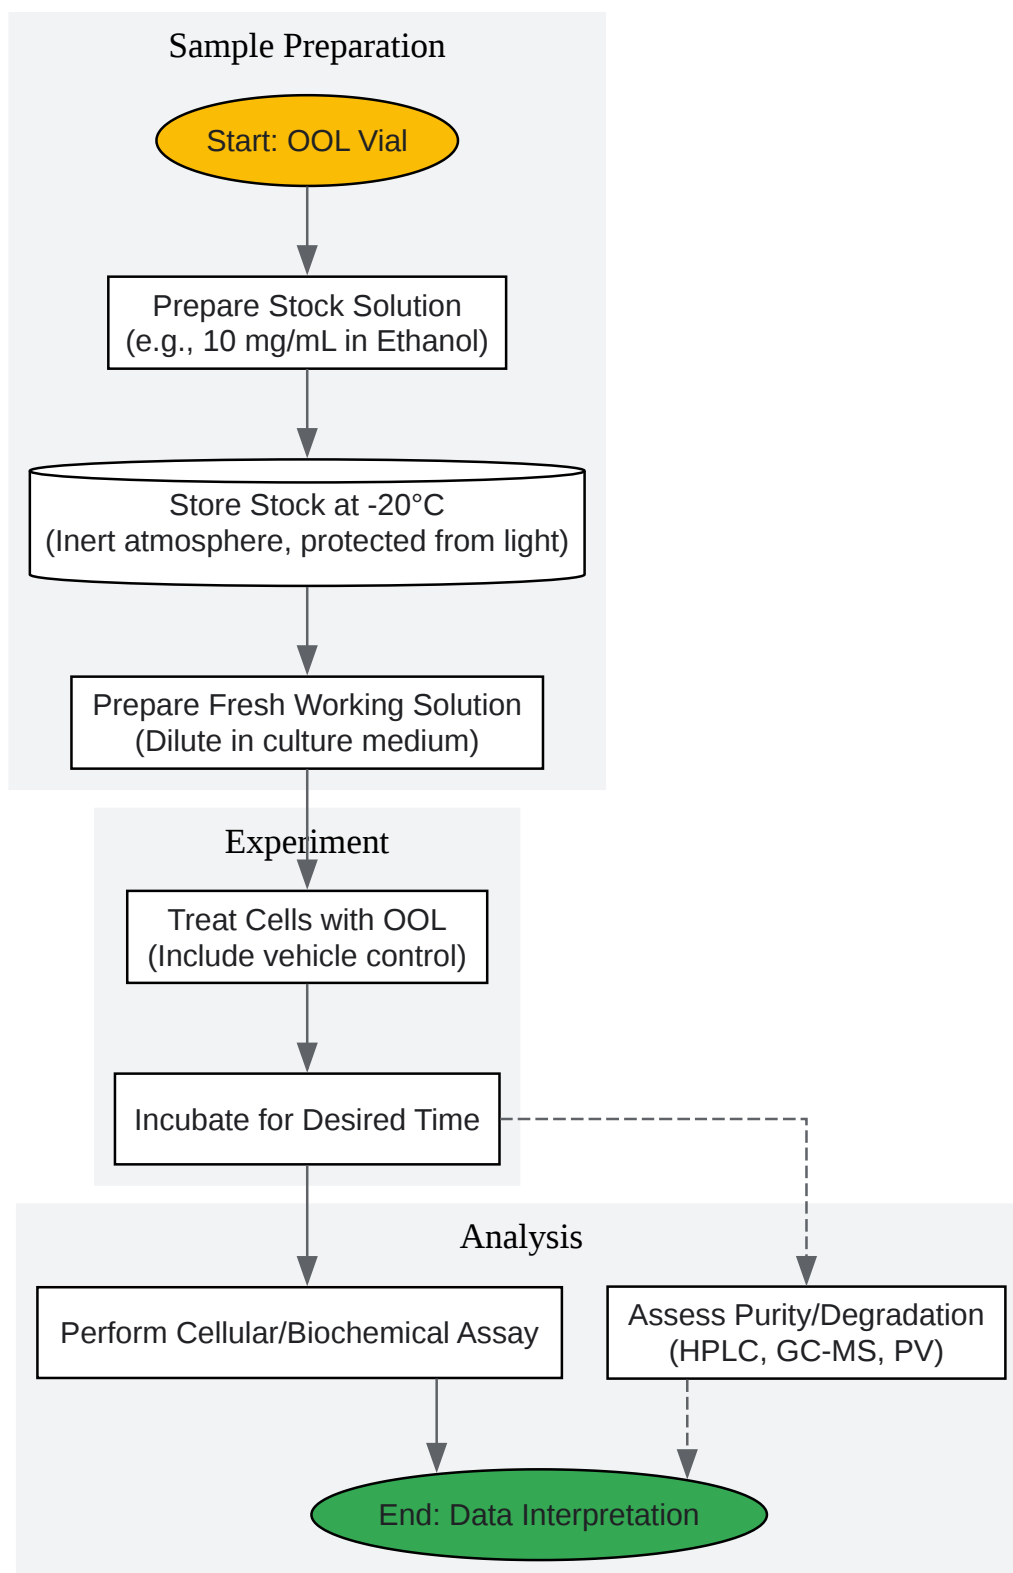 Sample Preparation
Start: OOL Vial
Prepare Stock Solution
(e.g., 10 mg/mL in Ethanol)
Store Stock at -20°C
(Inert atmosphere, protected from light)
Prepare Fresh Working Solution
(Dilute in culture medium)
Experiment
Treat Cells with OOL
(Include vehicle control)
Incubate for Desired Time
Analysis
Perform Cellular/Biochemical Assay
Assess Purity/Degradation
(HPLC, GC-MS, PV)
End: Data Interpretation